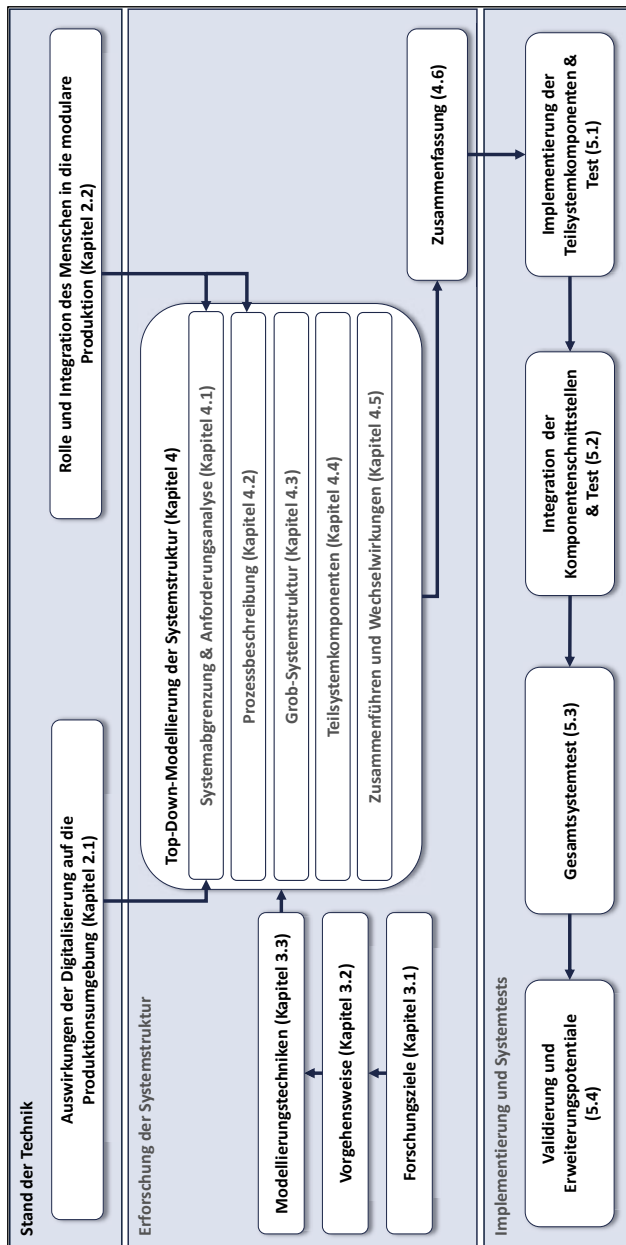 Stand der Technik
Auswirkungen der Digitalisierung auf die
Produktionsumgebung (Kapitel 2.1)
Rolle und Integration des Menschen in die modulare
Produktion (Kapitel 2.2)
Erforschung der Systemstruktur
Modellierungstechniken (Kapitel 3.3)
Vorgehensweise (Kapitel 3.2)
Forschungsziele (Kapitel 3.1)
Top-Down-Modellierung der Systemstruktur (Kapitel 4)
Systemabgrenzung & Anforderungsanalyse (Kapitel 4.1)
Prozessbeschreibung (Kapitel 4.2)
Grob-Systemstruktur (Kapitel 4.3)
Teilsystemkomponenten (Kapitel 4.4)
Zusammenführen und Wechselwirkungen (Kapitel 4.5)
Zusammenfassung (4.6)
Implementierung und Systemtests
Validierung und
Erweiterungspotentiale
(5.4)
Gesamtsystemtest (5.3)
Integration der
Komponentenschnittstellen
& Test (5.2)
Implementierung der
Teilsystemkomponenten &
Test (5.1)